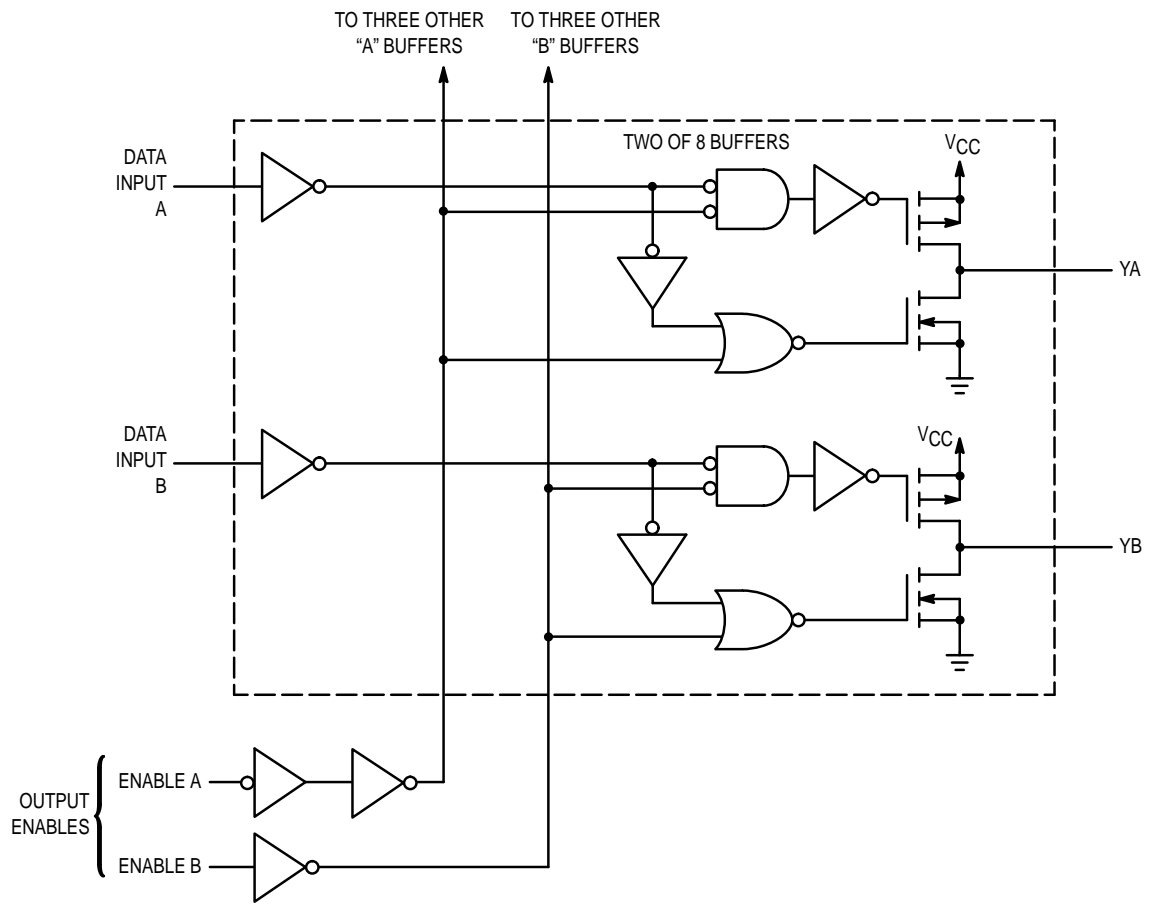 TO THREE OTHER
“A” BUFFERS
TO THREE OTHER
“B” BUFFERS
TWO OF 8 BUFFERS
DATA
INPUT
A
VCC
YA
DATA
INPUT
B
VCC
YB
OUTPUT
ENABLES
ENABLE A
ENABLE B